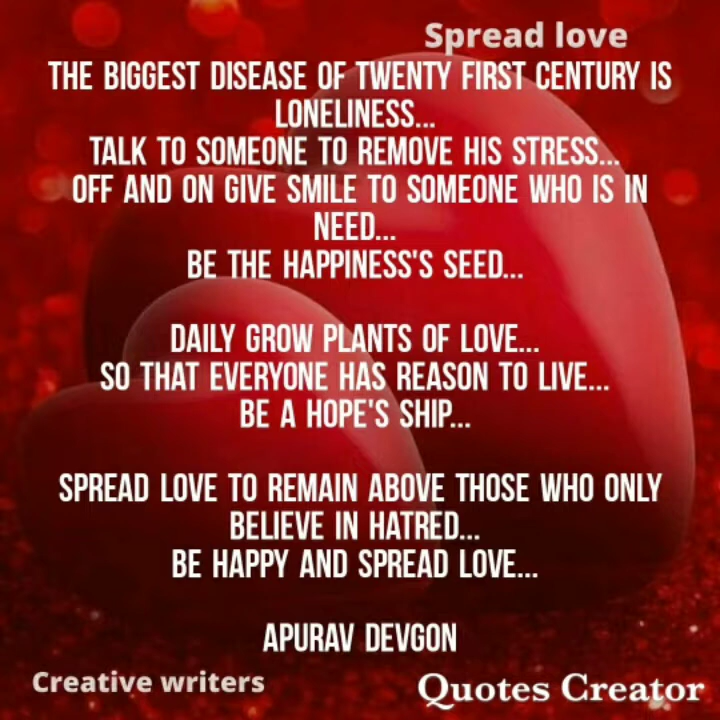 Spread love
THE BIGGEST DISEASE OF TWENTY FIRST CENTURY IS
LONELINESS...
TALK TO SOMEONE TO REMOVE HIS STRESS...
OFF AND ON GIVE SMILE TO SOMEONE WHO IS IN
NEED...
BE THE HAPPINESS'S SEED...
DAILY GROW PLANTS OF LOVE...
SO THAT EVERYONE HAS REASON TO LIVE...
BE A HOPE'S SHIP...
SPREAD LOVE TO REMAIN ABOVE THOSE WHO ONLY
BELIEVE IN HATRED...
BE HAPPY AND SPREAD LOVE...
APURAV DEVGON
Creative writers
Quotes Creator